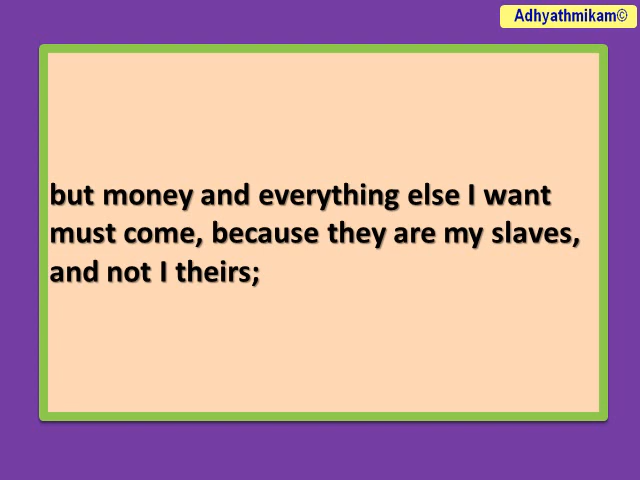 Adhyathmikam©
but money and everything else I want
must come, because they are my slaves,
and not I theirs;